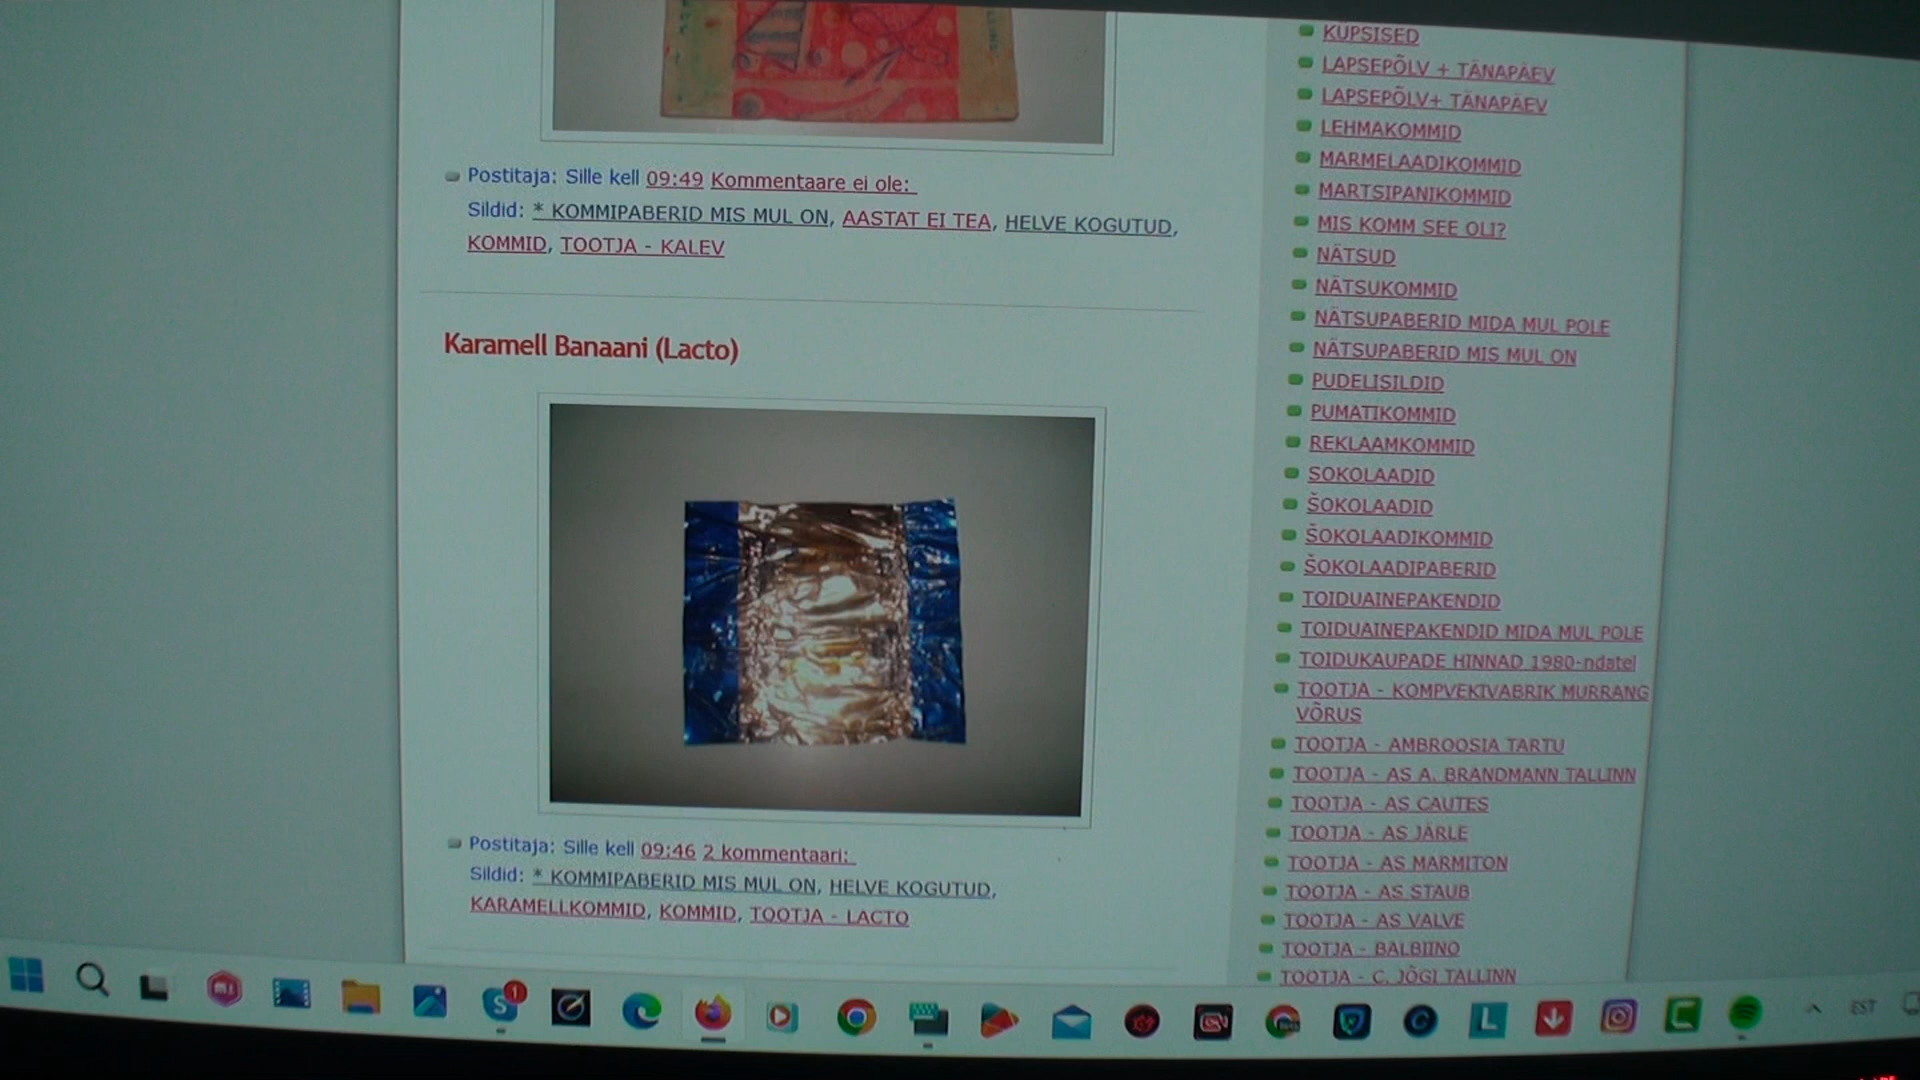 Postitaja: Sille kell 09:49 Kommentaare ei ole:
Sildid: * KOMMIPABERID MIS MUL ON, AASTAT EI TEA, HELVE KOGUTUD,
KOMMID, TOOTJA - KALEV
Karamell Banaani (Lacto)
Postitaja: Sille kell 09:46 2 kommentaari:
Sildid: * KOMMIPABERID MIS MUL ON, HELVE KOGUTUD,
KARAMELLKOMMID, KOMMID, TOOTJA - LACTO
KÜPSISED
LAPSEPÕLV + TÄNAPÄEV
LAPSEPÕLV+ TÄNAPÄEV
LEHMAKOMMID
MARMELAADIKOMMID
MARTSIPANIKOMMID
MIS KOMM SEE OLI?
NÄTSUD
NÄTSUKOMMID
NÄTSUPABERID MIDA MUL POLE
NÄTSUPABERID MIS MUL ON
PUDELISILDID
PUMATIKOMMID
REKLAAMKOMMID
SOKOLAADID
ŠOKOLAADID
ŠOKOLAADIKOMMID
ŠOKOLAADIPABERID
TOIDUAINEPAKENDID
TOIDUAINEPAKENDID MIDA MUL POLE
TOIDUKAUPADE HINNAD 1980-ndatel
TOOTJA - KOMPVEKIVABRIK MURRANG
VÕRUS
TOOTJA - AMBROOSIA TARTU
TOOTJA - AS A. BRANDMANN TALLINN
TOOTJA - AS CAUTES
TOOTJA - AS JÄRLE
TOOTJA - AS MARMITON
TOOTJA - AS STAUB
TOOTJA - AS VALVE
TOOTJA - BALBIINO
TOOTJA - C. JÕGI TALLINN
EST